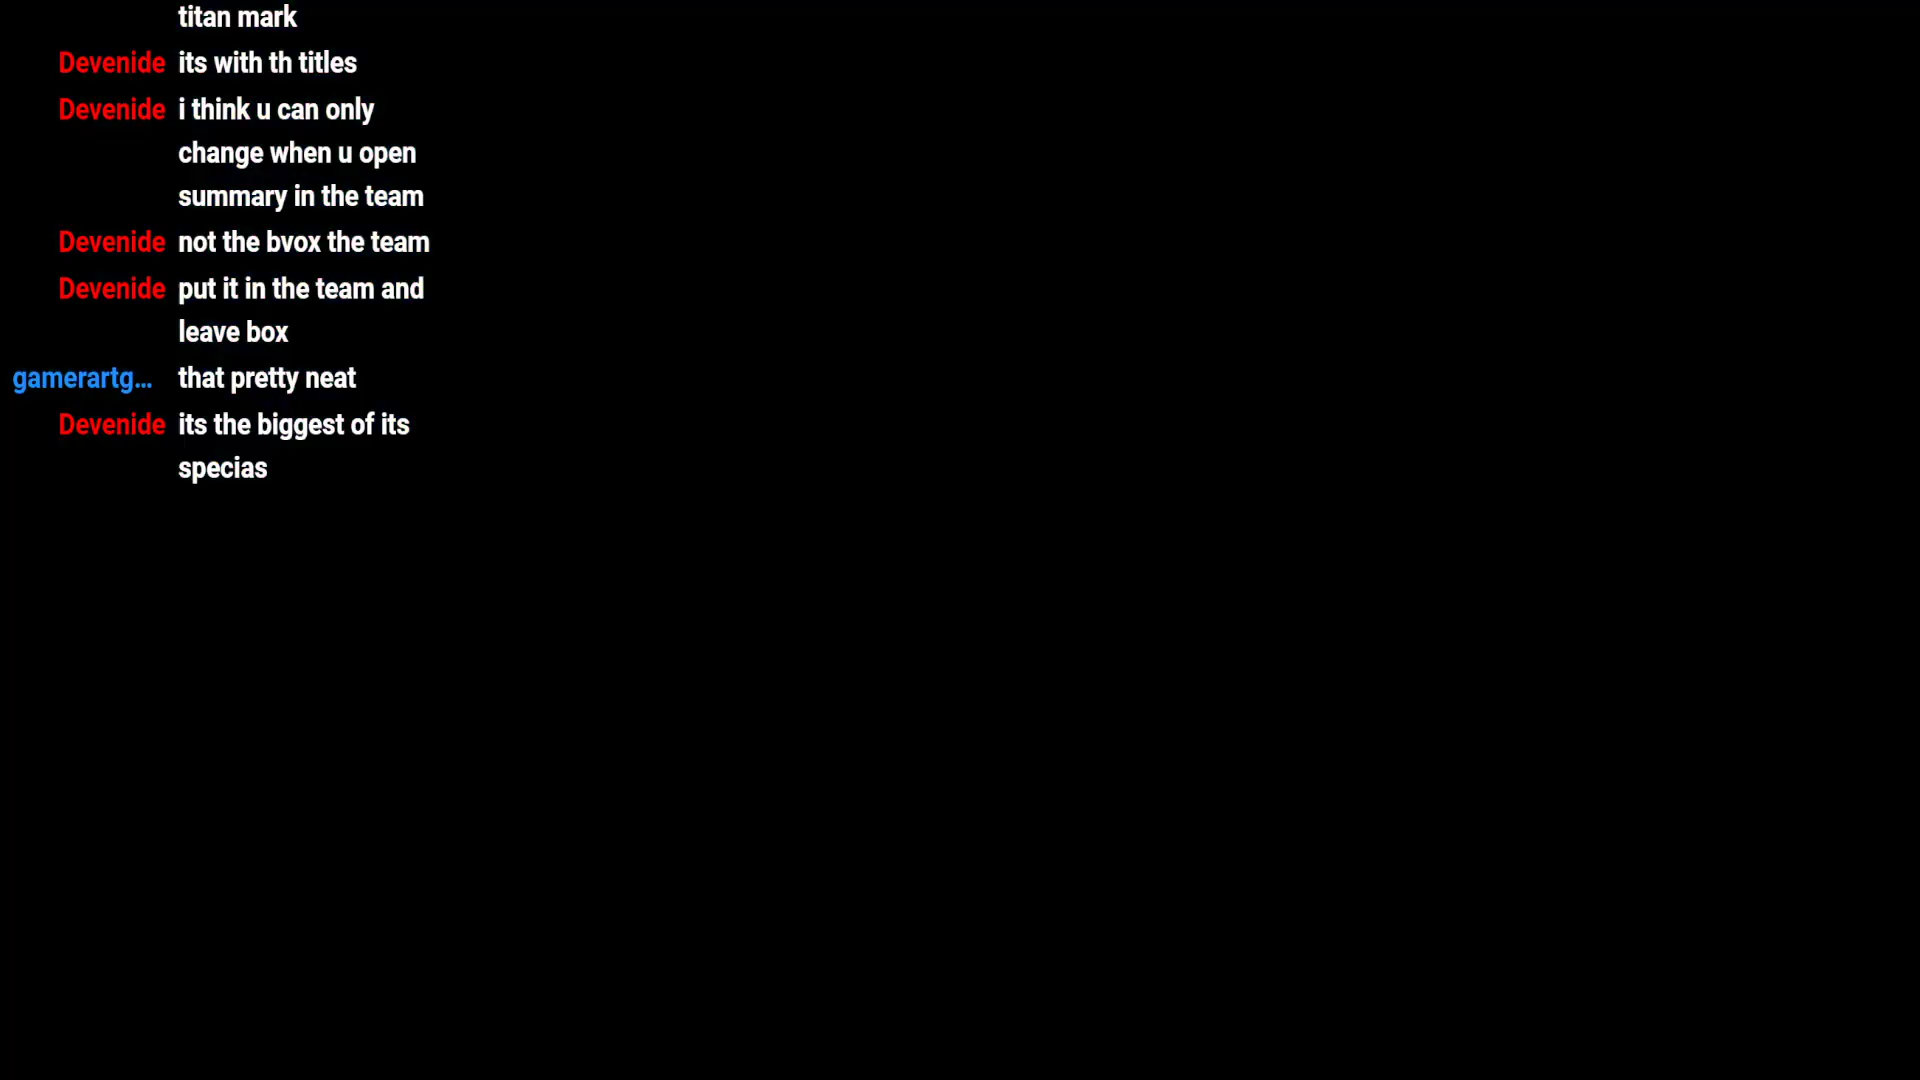 titan mark
Devenide its with th titles
Devenide i think u can only
change when u open
summary in the team
Devenide not the bvox the team
Devenide put it in the team and
leave box
gamerartg... that pretty neat
Devenide its the biggest of its
specias